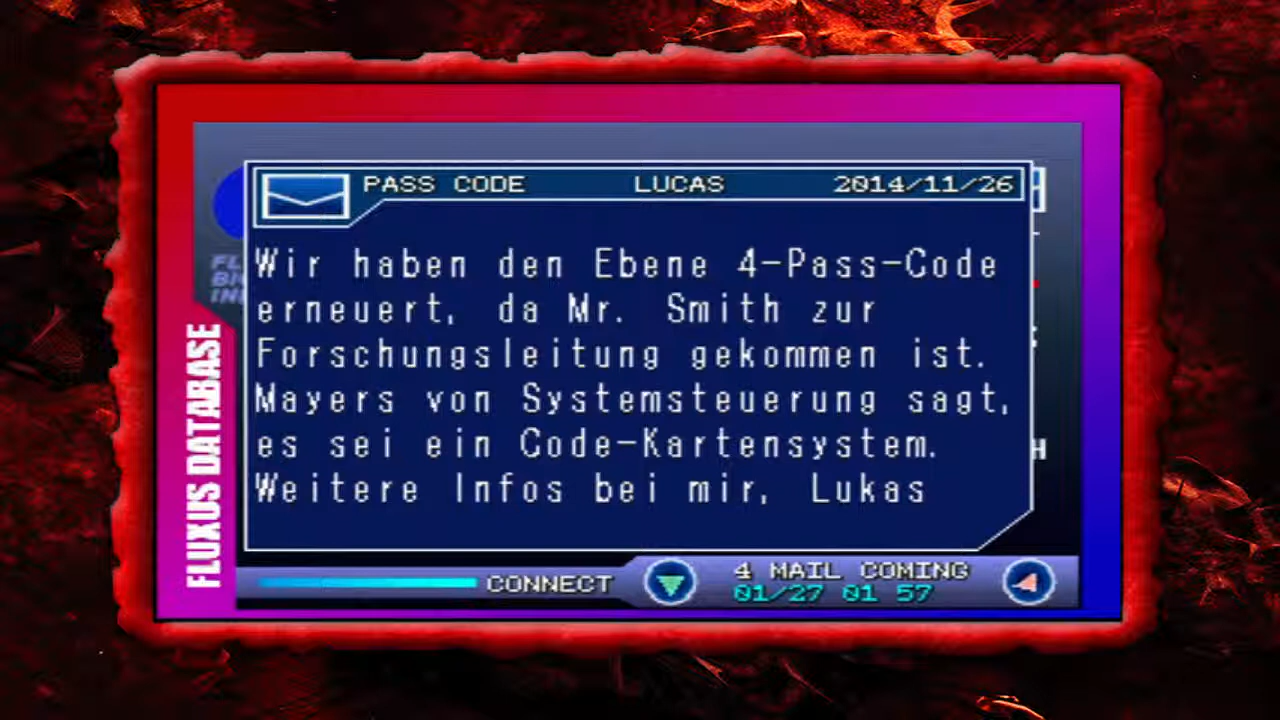 PASS CODE LUCAS 2014/11/26
Wir haben den Ebene 4-Pass-Code
erneuert, da Mr. Smith zur
Forschungsleitung gekommen ist.
Mayers von Systemsteuerung sagt,
es sei ein Code-Kartensystem.
Weitere Infos bei mir, Lukas
FLUXUS DATABASE
CONNECT
4 MAIL COMING
01/27 01 57